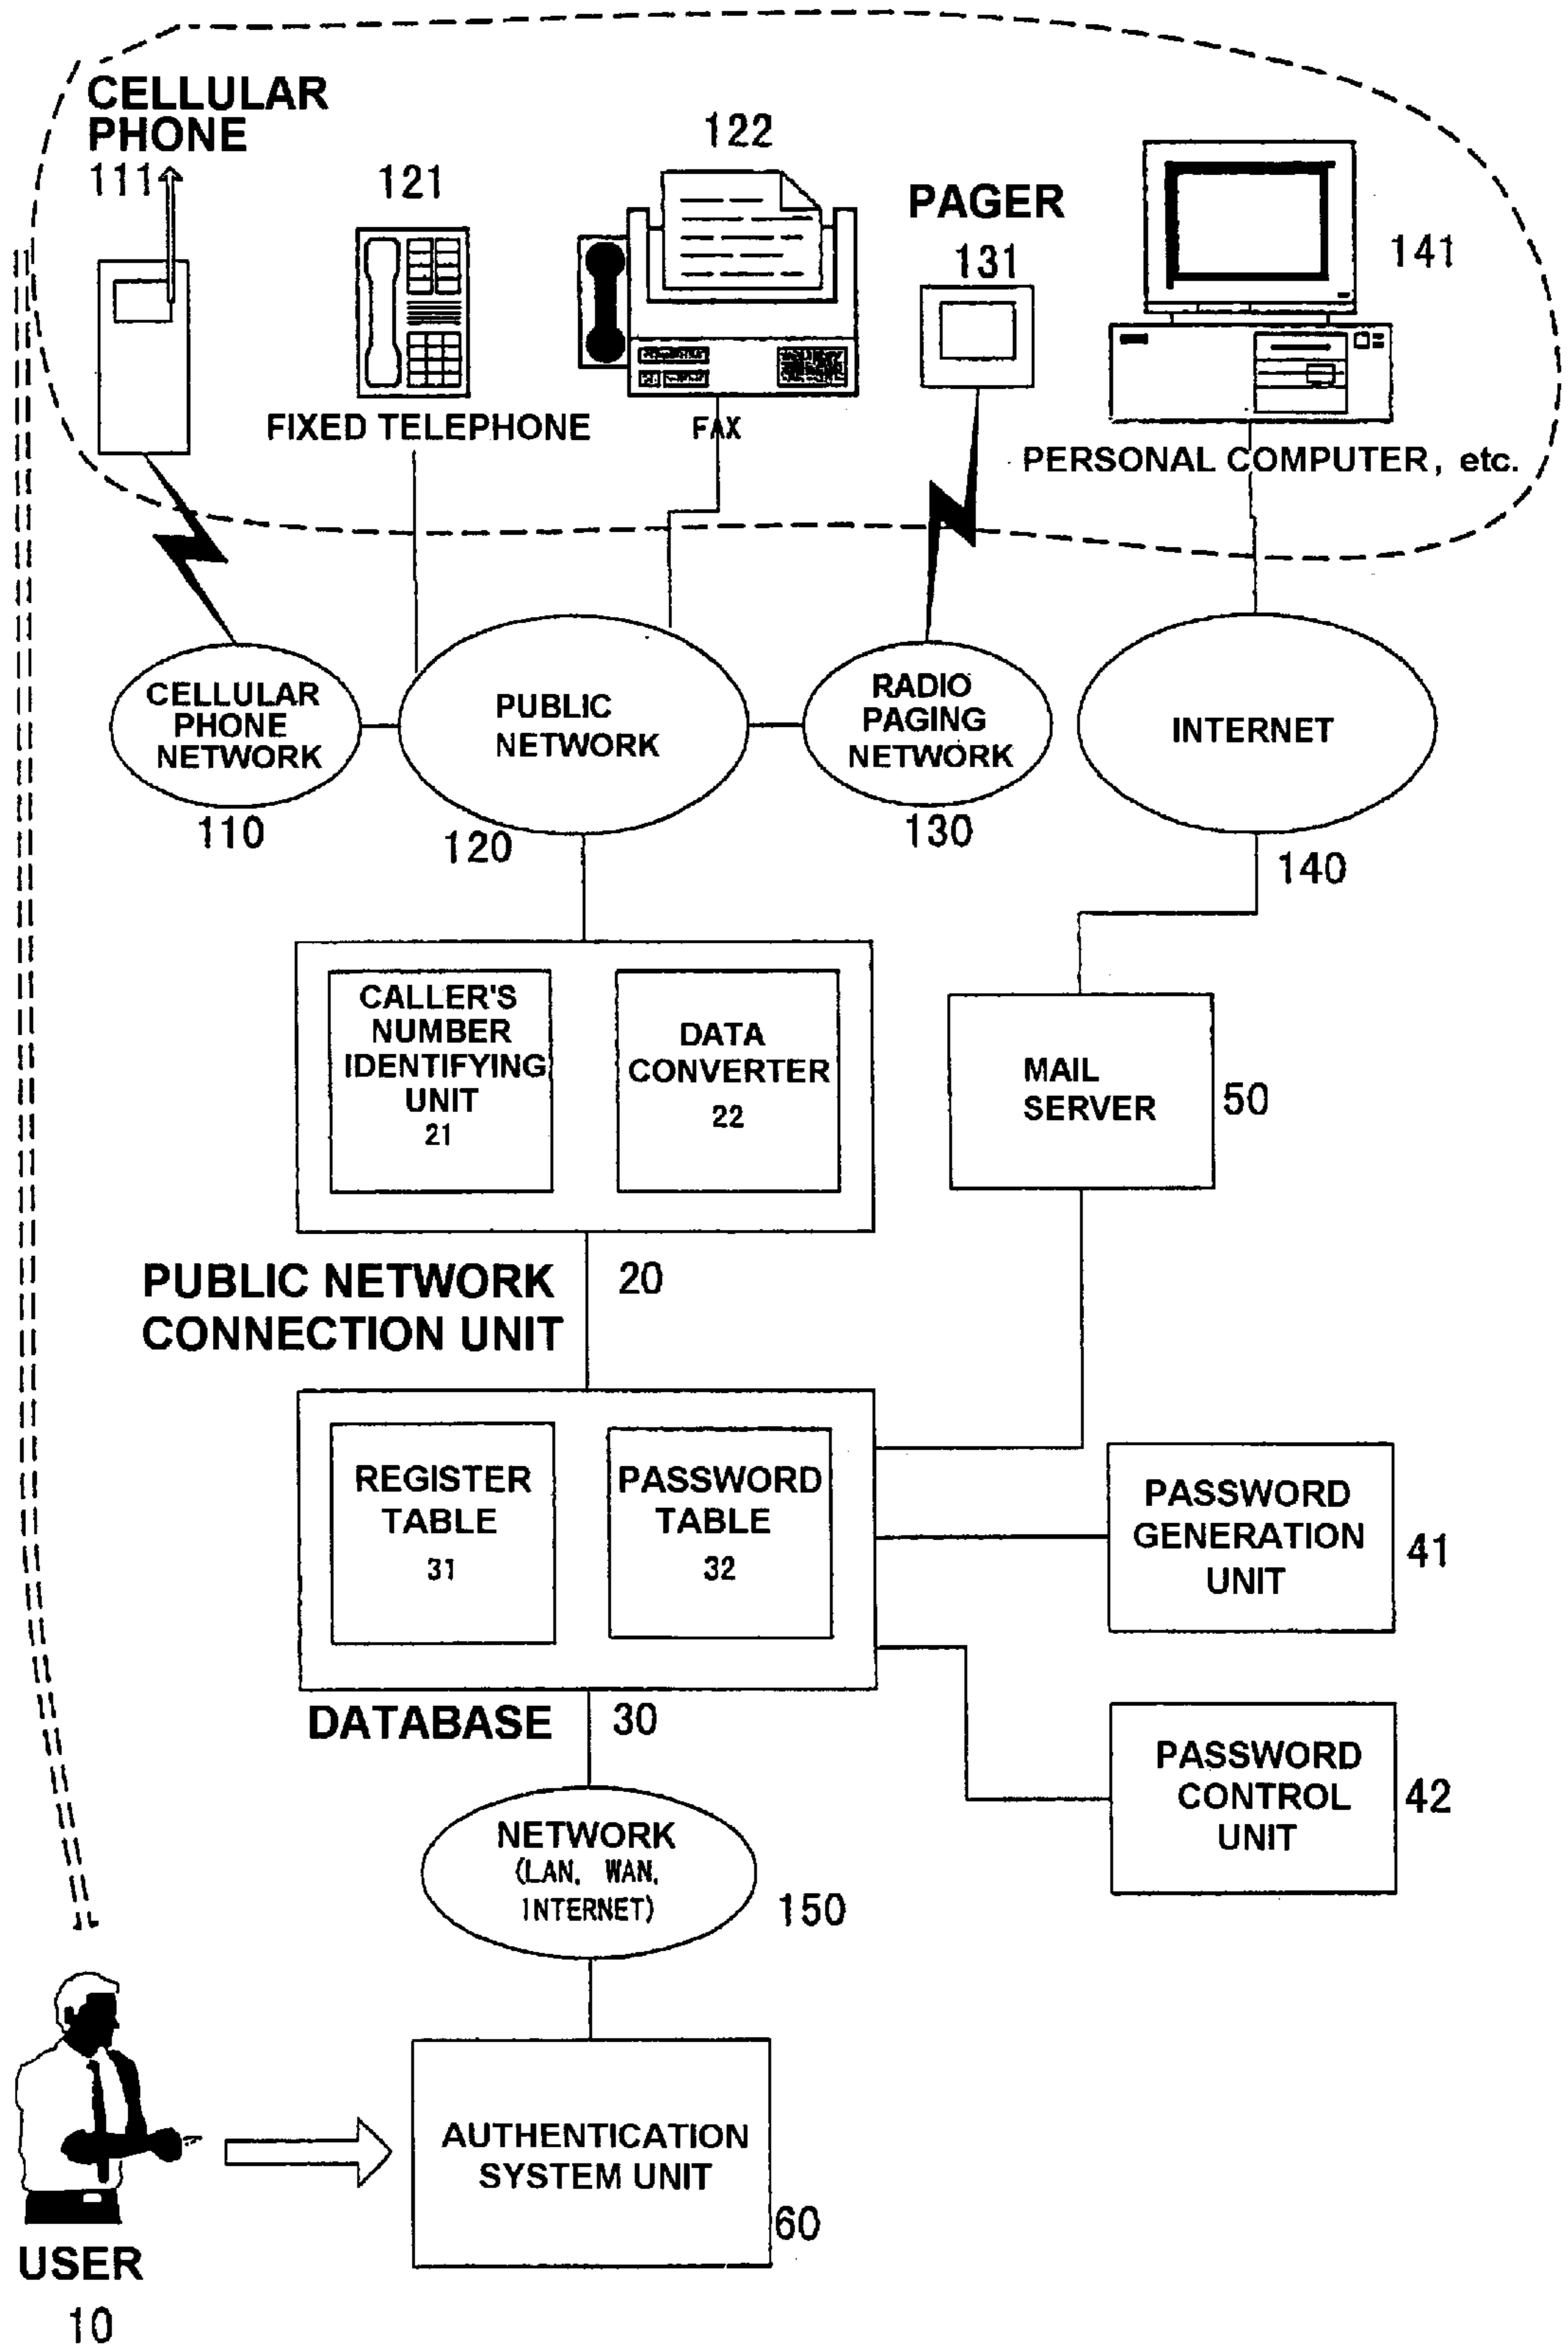 CELLULAR
PHONE
111
121
122
PAGER
131
141
FIXED TELEPHONE
FAX
PERSONAL COMPUTER, etc.
CELLULAR
PHONE
NETWORK
110
PUBLIC
NETWORK
120
RADIO
PAGING
NETWORK
130
INTERNET
140
CALLER'S
NUMBER
IDENTIFYING
UNIT
21
DATA
CONVERTER
22
MAIL
SERVER
50
PUBLIC NETWORK
CONNECTION UNIT
20
REGISTER
TABLE
31
PASSWORD
TABLE
32
PASSWORD
GENERATION
UNIT
41
DATABASE
30
PASSWORD
CONTROL
UNIT
42
NETWORK
(LAN, WAN,
INTERNET)
150
AUTHENTICATION
SYSTEM UNIT
60
USER
10